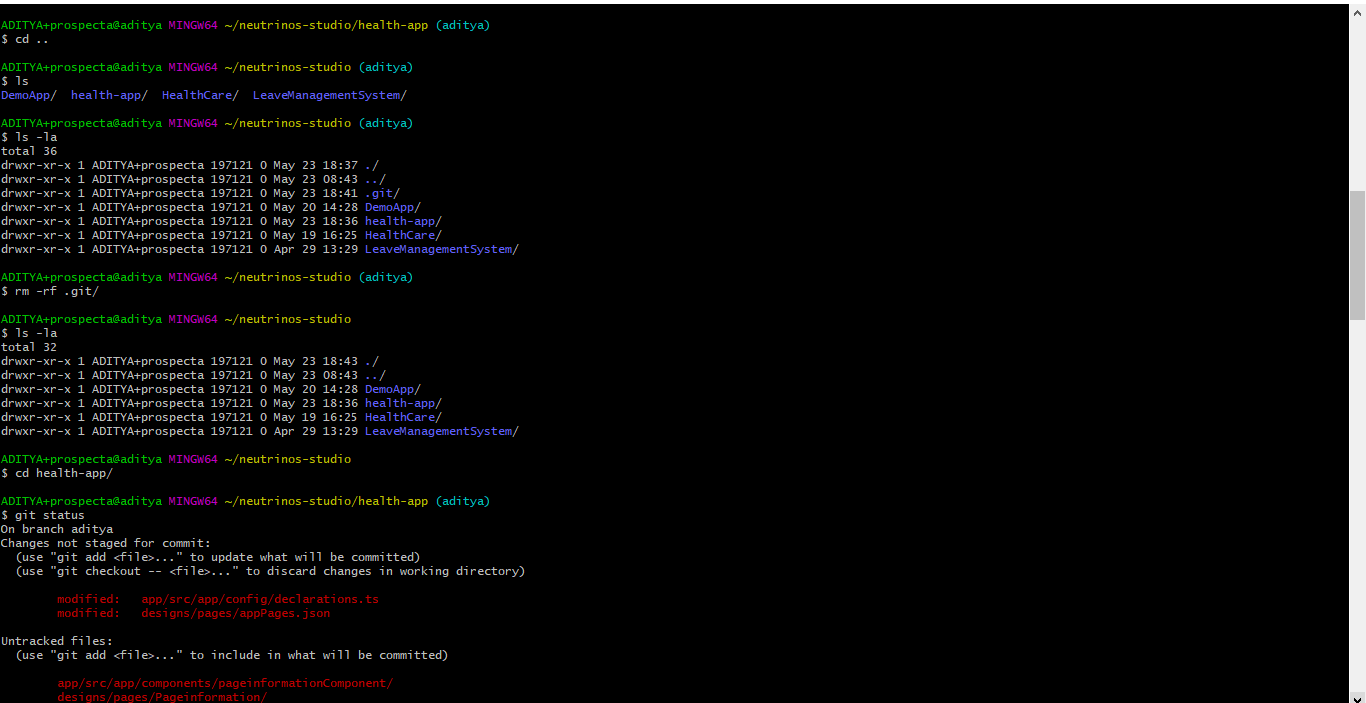 ADITYA+prospecta@aditya MINGW64 ~/neutrinos-studio/health-app (aditya)
$ cd ..
ADITYA+prospecta@aditya MINGW64 ~/neutrinos-studio (aditya)
$ ls
DemoApp/  health-app/  HealthCare/  LeaveManagementSystem/
ADITYA+prospecta@aditya MINGW64 ~/neutrinos-studio (aditya)
$ ls -la
total 36
drwxr-xr-x 1 ADITYA+prospecta 197121 0 May 23 18:37 ./
drwxr-xr-x 1 ADITYA+prospecta 197121 0 May 23 08:43 ../
drwxr-xr-x 1 ADITYA+prospecta 197121 0 May 23 18:41 .git/
drwxr-xr-x 1 ADITYA+prospecta 197121 0 May 20 14:28 DemoApp/
drwxr-xr-x 1 ADITYA+prospecta 197121 0 May 23 18:36 health-app/
drwxr-xr-x 1 ADITYA+prospecta 197121 0 May 19 16:25 HealthCare/
drwxr-xr-x 1 ADITYA+prospecta 197121 0 Apr 29 13:29 LeaveManagementSystem/
ADITYA+prospecta@aditya MINGW64 ~/neutrinos-studio (aditya)
$ rm -rf .git/
ADITYA+prospecta@aditya MINGW64 ~/neutrinos-studio
$ ls -la
total 32
drwxr-xr-x 1 ADITYA+prospecta 197121 0 May 23 18:43 ./
drwxr-xr-x 1 ADITYA+prospecta 197121 0 May 23 08:43 ../
drwxr-xr-x 1 ADITYA+prospecta 197121 0 May 20 14:28 DemoApp/
drwxr-xr-x 1 ADITYA+prospecta 197121 0 May 23 18:36 health-app/
drwxr-xr-x 1 ADITYA+prospecta 197121 0 May 19 16:25 HealthCare/
drwxr-xr-x 1 ADITYA+prospecta 197121 0 Apr 29 13:29 LeaveManagementSystem/
ADITYA+prospecta@aditya MINGW64 ~/neutrinos-studio
$ cd health-app/
ADITYA+prospecta@aditya MINGW64 ~/neutrinos-studio/health-app (aditya)
$ git status
On branch aditya
Changes not staged for commit:
  (use "git add <file>..." to update what will be committed)
  (use "git checkout -- <file>..." to discard changes in working directory)
        modified:   app/src/app/config/declarations.ts
        modified:   designs/pages/appPages.json
Untracked files:
  (use "git add <file>..." to include in what will be committed)
        app/src/app/components/pageinformationComponent/
        designs/pages/Pageinformation/